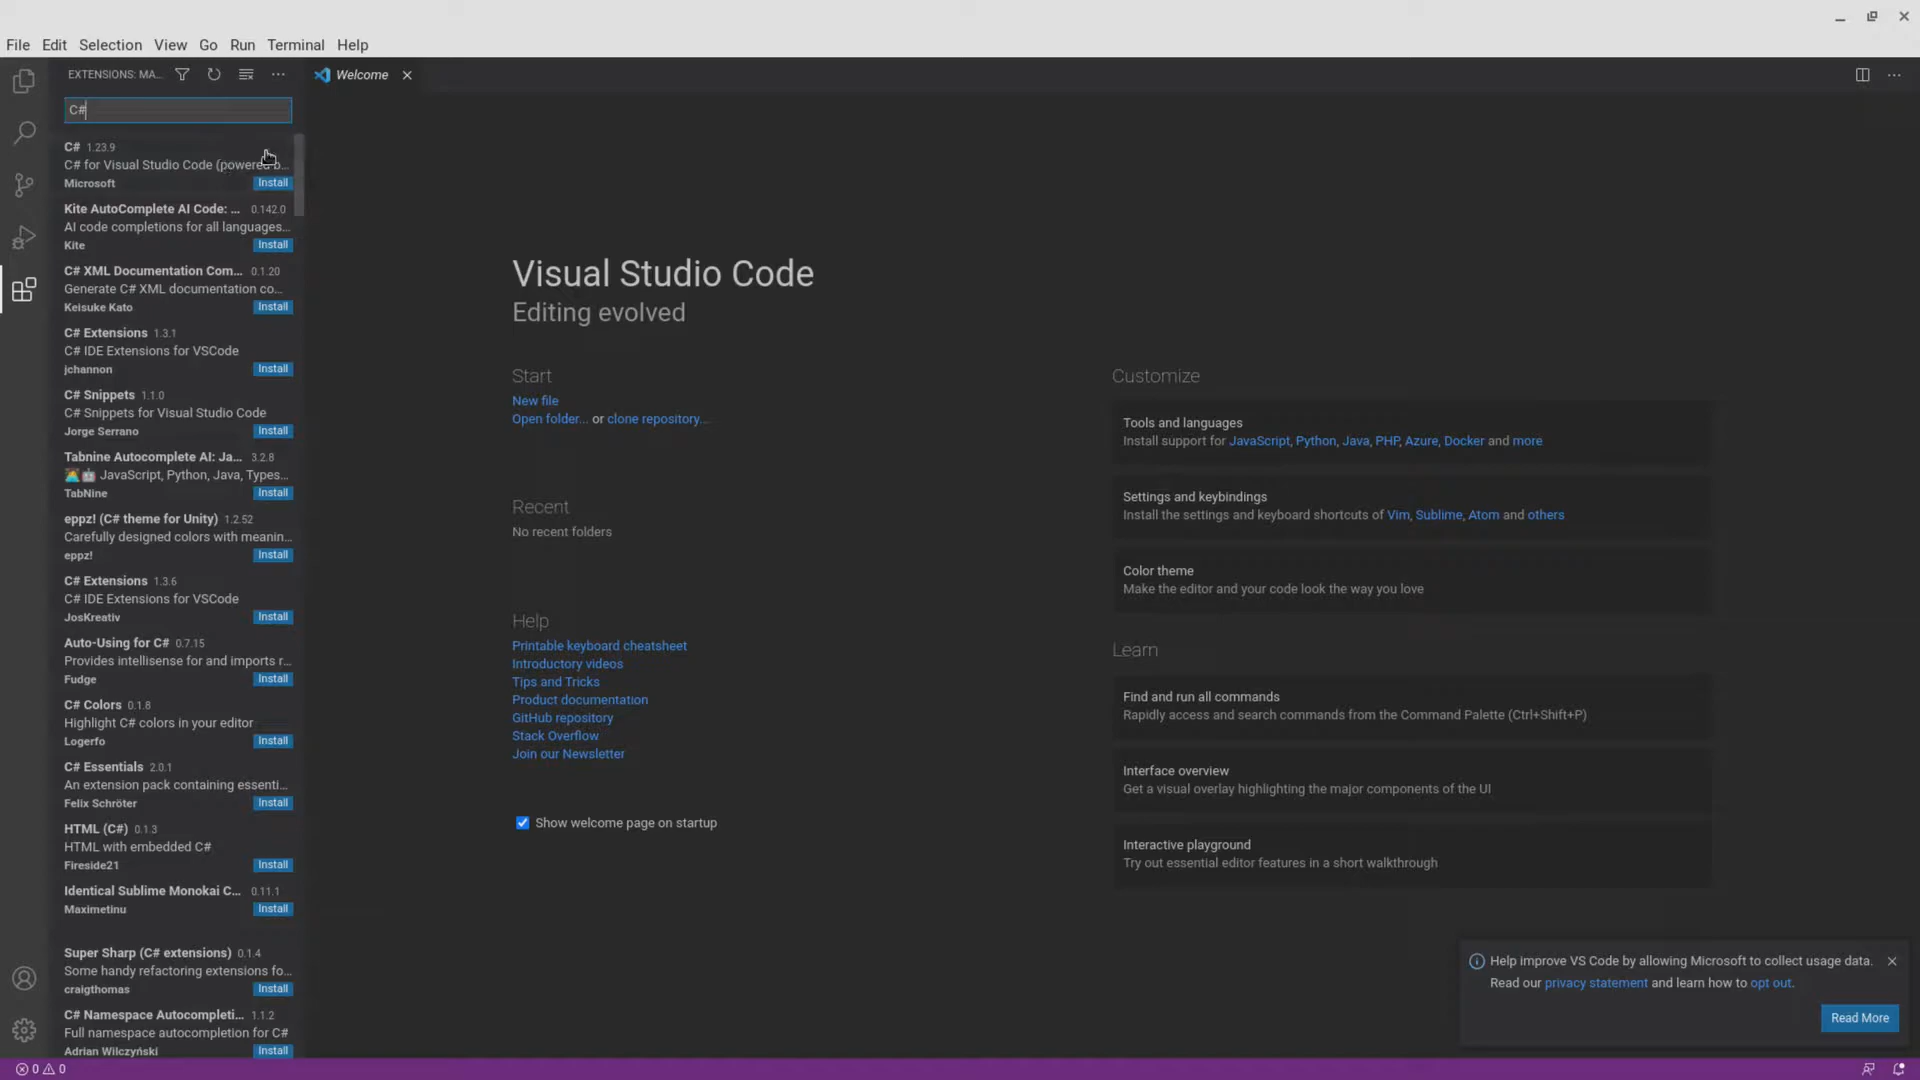 File Edit Selection View Go Run Terminal Help
EXTENSIONS: MA...
Welcome
C#
C# 1.23.9
C# for Visual Studio Code (powered b...
Microsoft Install
Kite AutoComplete AI Code: ... 0.142.0
AI code completions for all languages...
Kite Install
C# XML Documentation Com... 0.1.20
Generate C# XML documentation co...
Keisuke Kato Install
C# Extensions 1.3.1
C# IDE Extensions for VSCode
jchannon Install
C# Snippets 1.1.0
C# Snippets for Visual Studio Code
Jorge Serrano Install
Tabnine Autocomplete AI: Ja... 3.2.8
JavaScript, Python, Java, Types...
TabNine Install
eppz! (C# theme for Unity) 1.2.52
Carefully designed colors with meanin...
eppz! Install
C# Extensions 1.3.6
C# IDE Extensions for VSCode
JosKreativ Install
Auto-Using for C# 0.7.15
Provides intellisense for and imports r...
Fudge Install
C# Colors 0.1.8
Highlight C# colors in your editor
Logerfo Install
C# Essentials 2.0.1
An extension pack containing essenti...
Felix Schröter Install
HTML (C#) 0.1.3
HTML with embedded C#
Fireside21 Install
Identical Sublime Monokai C... 0.11.1
Maximetinu Install
Super Sharp (C# extensions) 0.1.4
Some handy refactoring extensions fo...
craigthomas Install
C# Namespace Autocompleti... 1.1.2
Full namespace autocompletion for C#
Adrian Wilczyński Install
Visual Studio Code
Editing evolved
Start
New file
Open folder... or clone repository...
Recent
No recent folders
Help
Printable keyboard cheatsheet
Introductory videos
Tips and Tricks
Product documentation
GitHub repository
Stack Overflow
Join our Newsletter
Show welcome page on startup
Customize
Tools and languages
Install support for JavaScript, Python, Java, PHP, Azure, Docker and more
Settings and keybindings
Install the settings and keyboard shortcuts of Vim, Sublime, Atom and others
Color theme
Make the editor and your code look the way you love
Learn
Find and run all commands
Rapidly access and search commands from the Command Palette (Ctrl+Shift+P)
Interface overview
Get a visual overlay highlighting the major components of the UI
Interactive playground
Try out essential editor features in a short walkthrough
Help improve VS Code by allowing Microsoft to collect usage data.
Read our privacy statement and learn how to opt out.
Read More
0 0